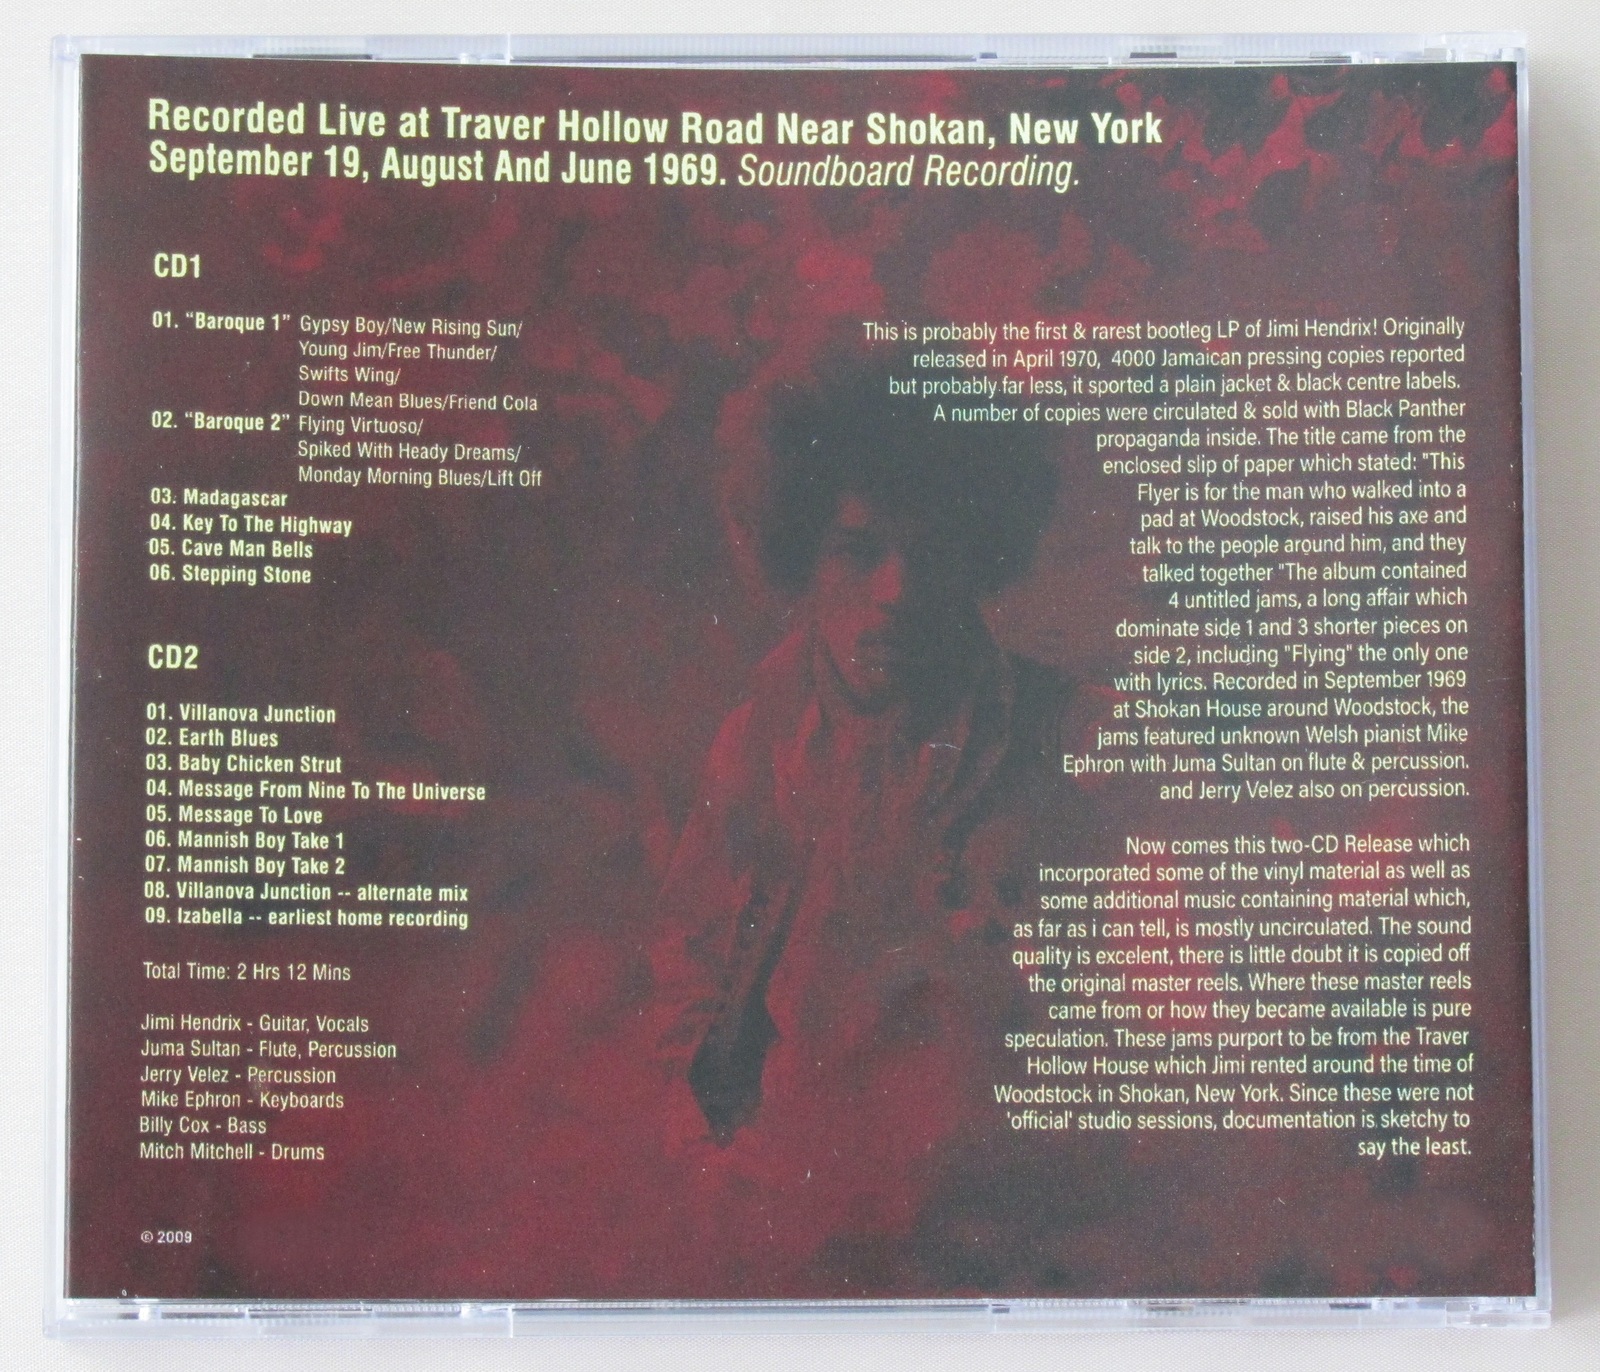 Recorded Live at Traver Hollow Road Near Shokan, New York
September 19, August And June 1969. Soundboard Recording.
CD1
01. "Baroque 1" Gypsy Boy/New Rising Sun/
Young Jim/Free Thunder/
Swifts Wing/
Down Mean Blues/Friend Cola
02. "Baroque 2" Flying Virtuoso/
Spiked With Heady Dreams/
Monday Morning Blues/Lift Off
03. Madagascar
04. Key To The Highway
05. Cave Man Bells
06. Stepping Stone
CD2
01. Villanova Junction
02. Earth Blues
03. Baby Chicken Strut
04. Message From Nine To The Universe
05. Message To Love
06. Mannish Boy Take 1
07. Mannish Boy Take 2
08. Villanova Junction -- alternate mix
09. Izabella -- earliest home recording
Total Time: 2 Hrs 12 Mins
Jimi Hendrix - Guitar, Vocals
Juma Sultan - Flute, Percussion
Jerry Velez - Percussion
Mike Ephron - Keyboards
Billy Cox - Bass
Mitch Mitchell - Drums
© 2009
This is probably the first & rarest bootleg LP of Jimi Hendrix! Originally
released in April 1970, 4000 Jamaican pressing copies reported
but probably far less, it sported a plain jacket & black centre labels.
A number of copies were circulated & sold with Black Panther
propaganda inside. The title came from the
enclosed slip of paper which stated: "This
Flyer is for the man who walked into a
pad at Woodstock, raised his axe and
talk to the people around him, and they
talked together "The album contained
4 untitled jams, a long affair which
dominate side 1 and 3 shorter pieces on
side 2, including "Flying" the only one
with lyrics. Recorded in September 1969
at Shokan House around Woodstock, the
jams featured unknown Welsh pianist Mike
Ephron with Juma Sultan on flute & percussion.
and Jerry Velez also on percussion.
Now comes this two-CD Release which
incorporated some of the vinyl material as well as
some additional music containing material which,
as far as i can tell, is mostly uncirculated. The sound
quality is excelent, there is little doubt it is copied off
the original master reels. Where these master reels
came from or how they became available is pure
speculation. These jams purport to be from the Traver
Hollow House which Jimi rented around the time of
Woodstock in Shokan, New York. Since these were not
'official' studio sessions, documentation is sketchy to
say the least.